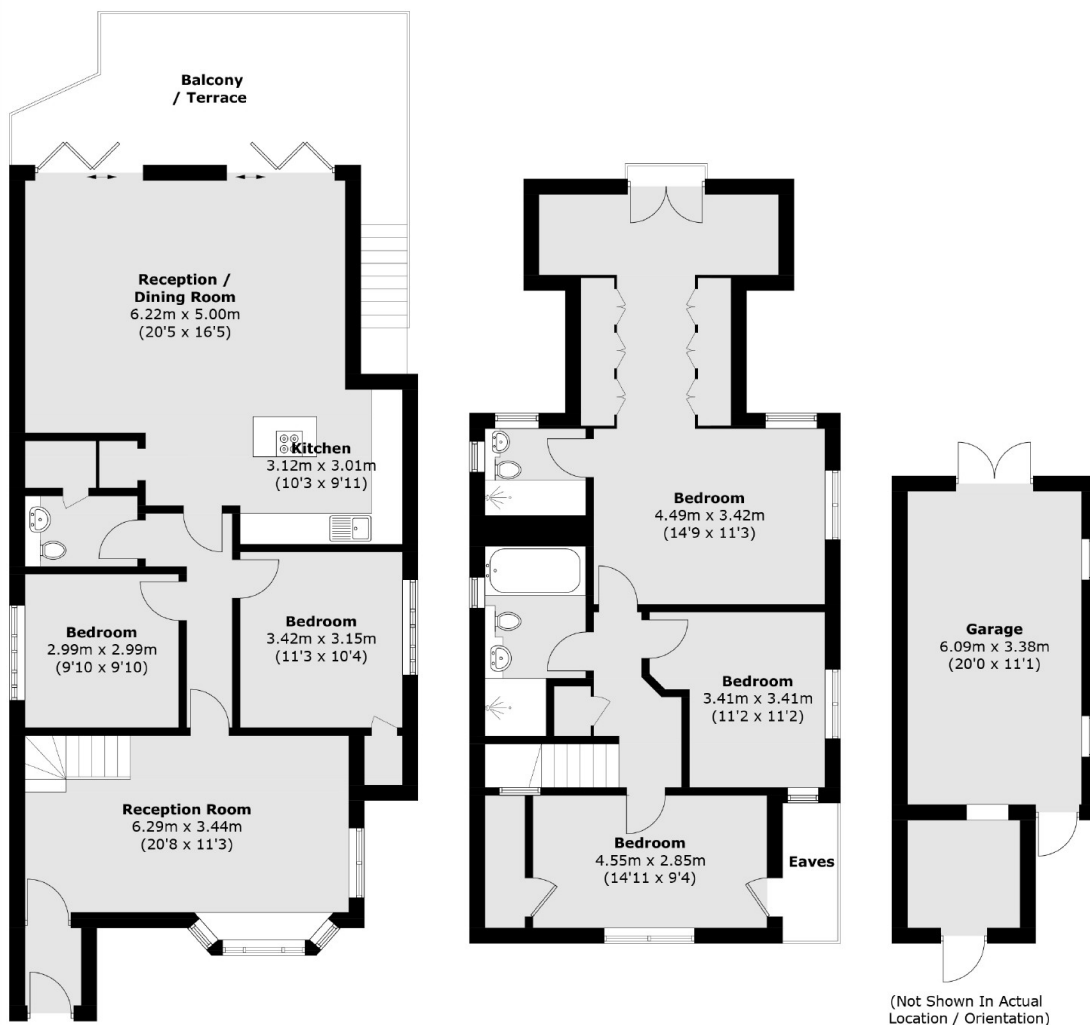 Balcony
/ Terrace
Reception /
Dining Room
6.22m x 5.00m
(20'5 x 16'5)
Kitchen
3.12m x 3.01m
(10'3 x 9'11)
Bedroom
2.99m x 2.99m
(9'10 x 9'10)
Bedroom
3.42m x 3.15m
(11'3 x 10'4)
Reception Room
6.29m x 3.44m
(20'8 x 11'3)
Bedroom
4.49m x 3.42m
(14'9 x 11'3)
Bedroom
3.41m x 3.41m
(11'2 x 11'2)
Bedroom
4.55m x 2.85m
(14'11 x 9'4)
Eaves
Garage
6.09m x 3.38m
(20'0 x 11'1)
(Not Shown In Actual
Location / Orientation)